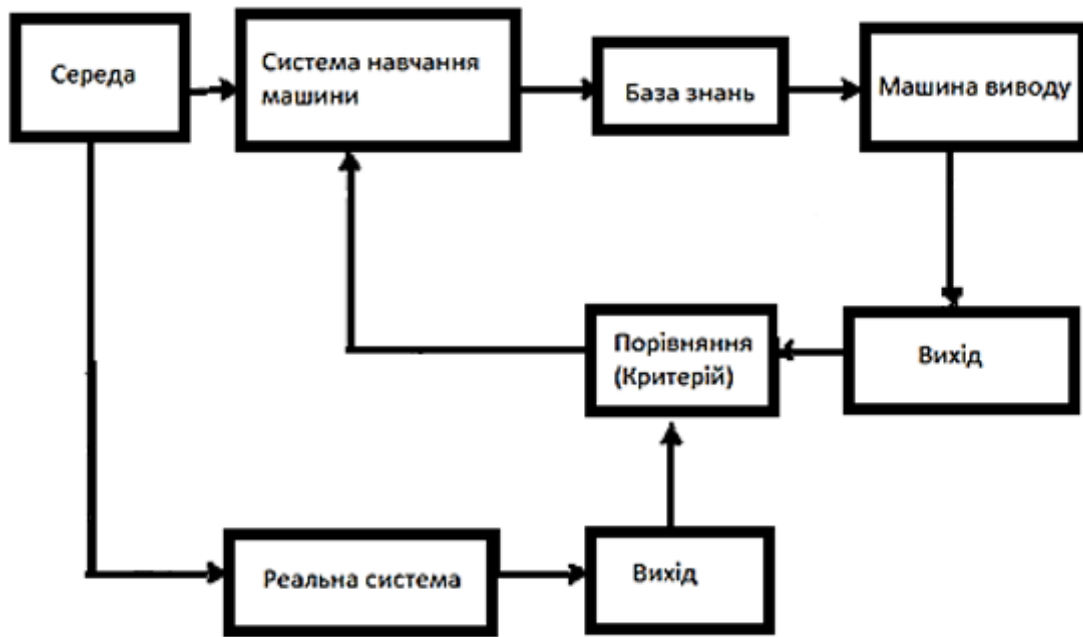 Середа
Система навчання
машини
База знань
Машина виводу
Порівняння
(Критерій)
Вихід
Реальна система
Вихід